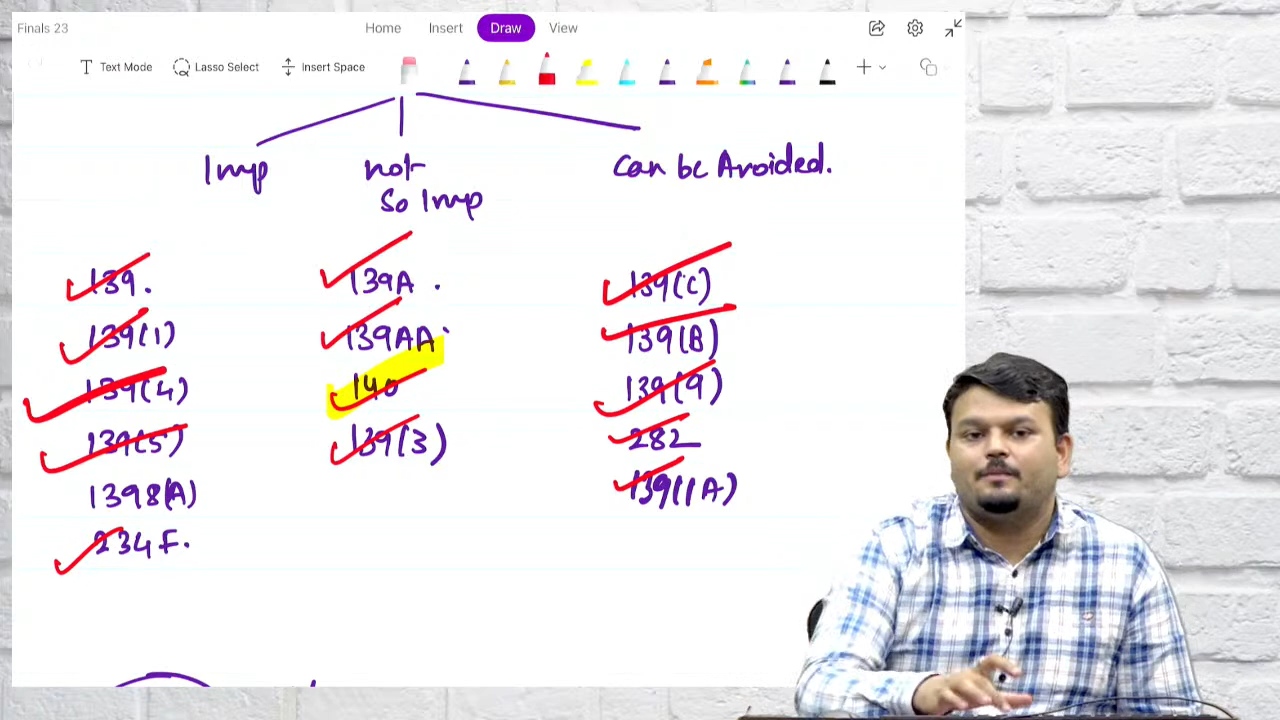 Finals 23
Home Insert Draw View
Text Mode Lasso Select Insert Space
Imp
not
So Imp
Can be Avoided.
139.
139(1)
139(4)
139(5)
1398(A)
234F.
139A.
139AA
140
139(3)
139(C)
139(B)
139(9)
282
139(1A)